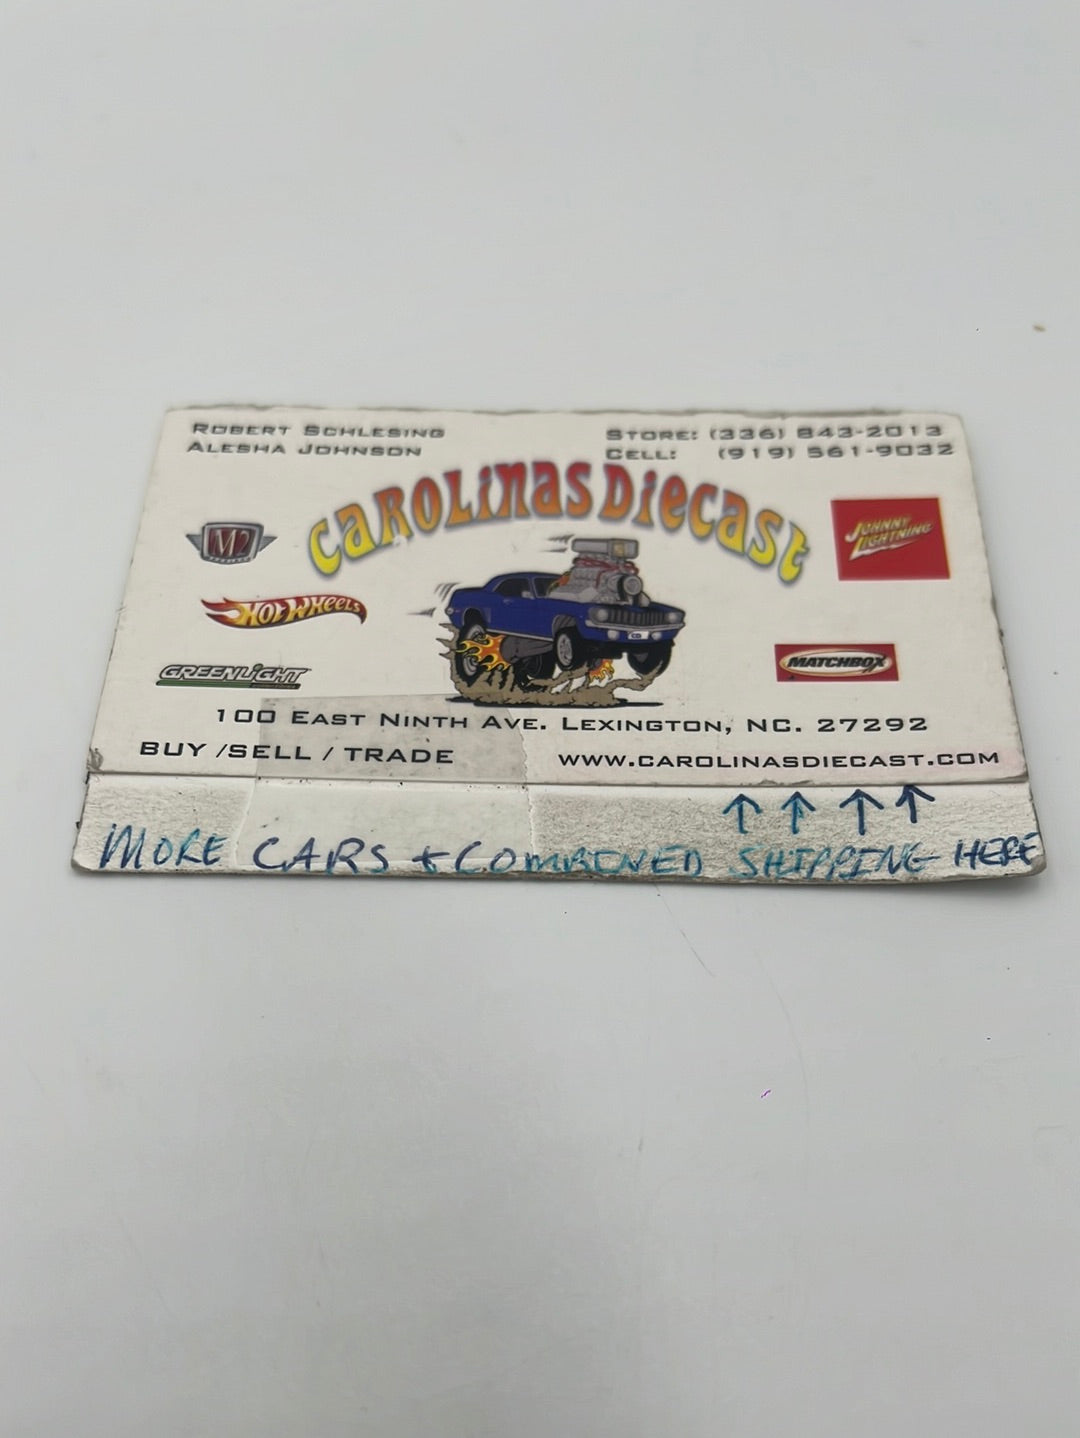 ROBERT SCHLESING
ALESHA JOHNSON
STORE: (336) 843-2013
CELL: (919) 561-9032
CAROLINAS DIECAST
M2
JOHNNY LIGHTNING
HOT WHEELS
GREENLIGHT
MATCHBOX
100 EAST NINTH AVE. LEXINGTON, NC. 27292
BUY /SELL / TRADE
WWW.CAROLINASDIECAST.COM
↑ ↑ ↑ ↑
MORE CARS + COMBINED SHIPPING HERE